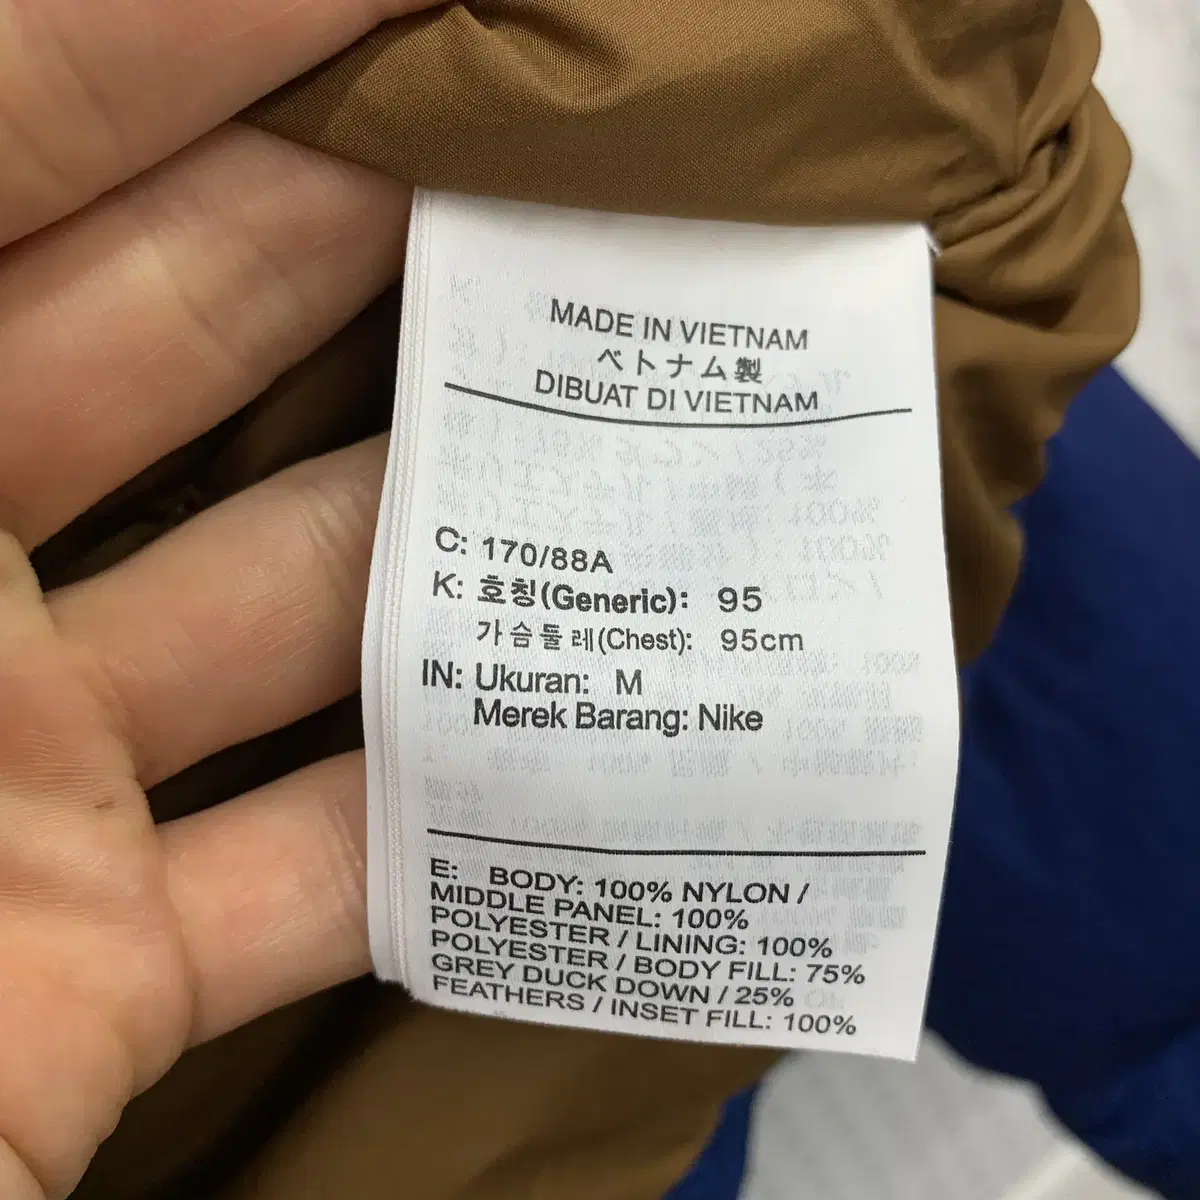 MADE IN VIETNAM
ベトナム製
DIBUAT DI VIETNAM
C: 170/88A
K: 호칭(Generic): 95
가슴둘레(Chest): 95cm
IN: Ukuran: M
Merek Barang: Nike
E: BODY: 100% NYLON /
MIDDLE PANEL: 100%
POLYESTER / LINING: 100%
POLYESTER / BODY FILL: 75%
GREY DUCK DOWN / 25%
FEATHERS / INSET FILL: 100%